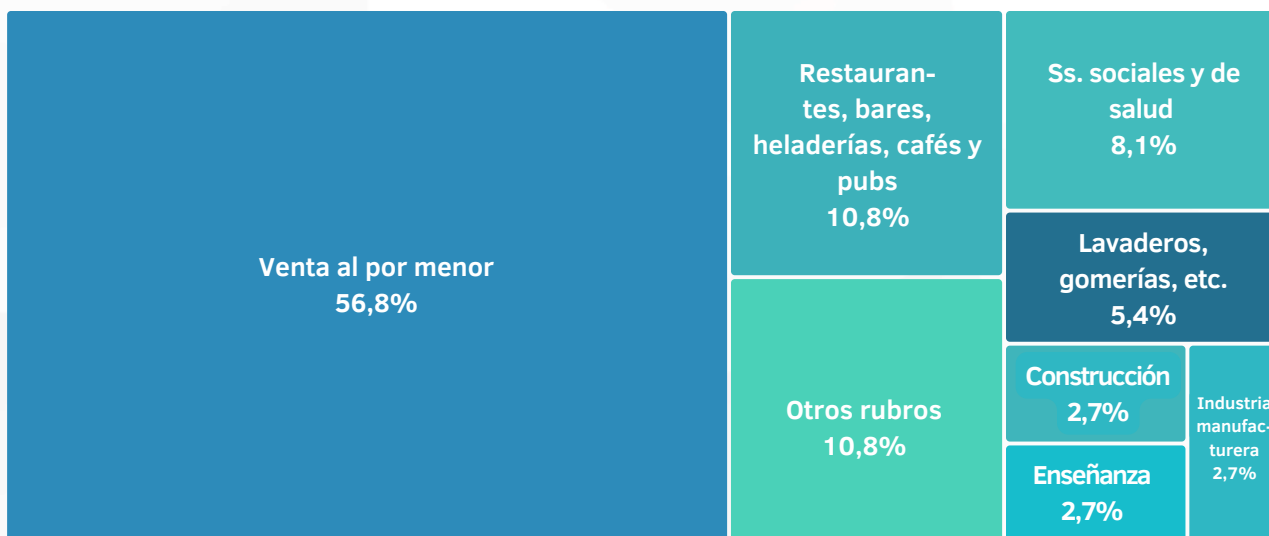 Venta al por menor
56,8%
Restauran-
tes, bares,
heladerías, cafés y
pubs
10,8%
Otros rubros
10,8%
Ss. sociales y de
salud
8,1%
Lavaderos,
gomerías, etc.
5,4%
Construcción
2,7%
Enseñanza
2,7%
Industria
manufac-
turera
2,7%